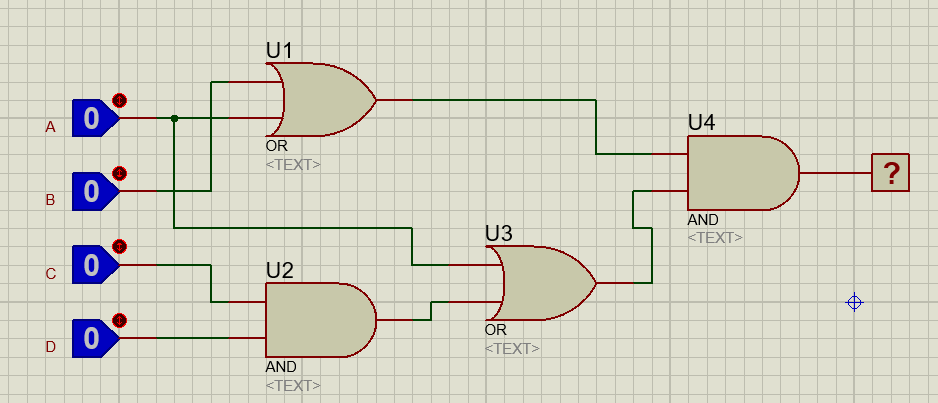 U1
0
A
OR
<TEXT>
U4
0
B
?
AND
<TEXT>
U3
0
C
U2
0
D
OR
<TEXT>
AND
<TEXT>